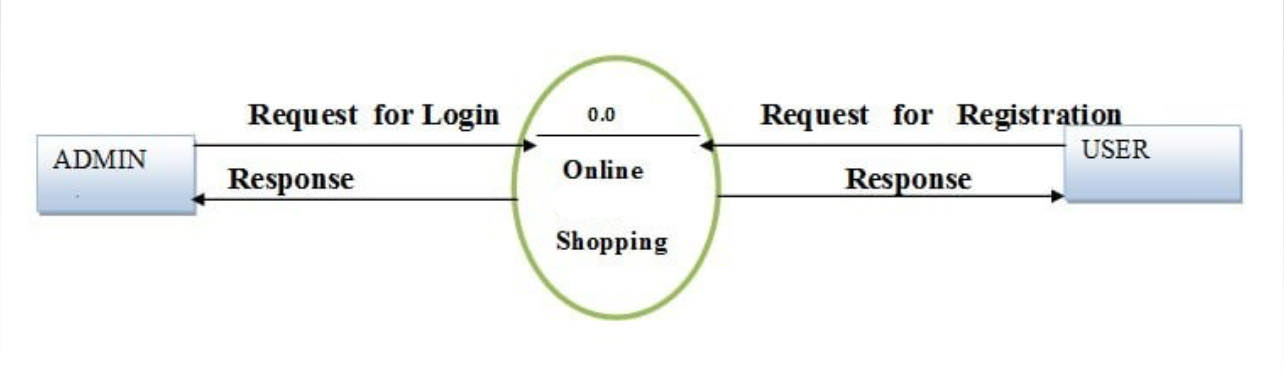 Request for Login
0.0
Request for Registration
ADMIN
Response
Online
Shopping
Response
USER